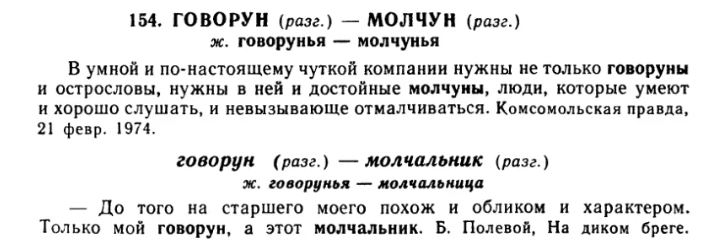 154. ГОВОРУН (разг.) — МОЛЧУН (разг.)
ж. говорунья — молчунья
В умной и по-настоящему чуткой компании нужны не только говоруны
и острословы, нужны в ней и достойные молчуны, люди, которые умеют
и хорошо слушать, и невызывающе отмалчиваться. Комсомольская правда,
21 февр. 1974.
говорун (разг.) — молчальник (разг.)
ж. говорунья — молчальница
— До того на старшего моего похож и обликом и характером.
Только мой говорун, а этот молчальник. Б. Полевой, На диком бреге.